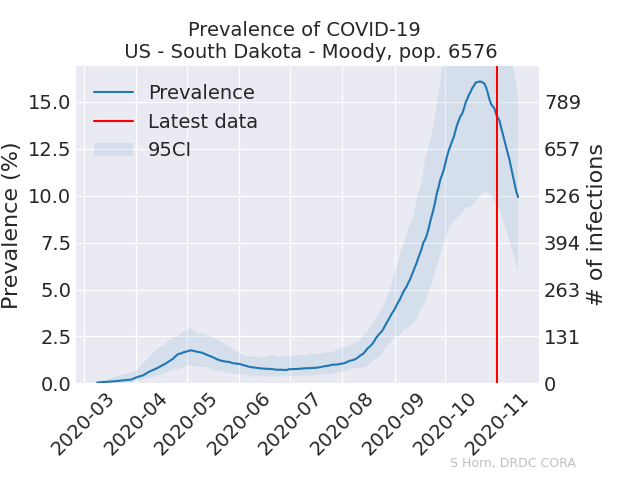 Prevalence of COVID-19
US - South Dakota - Moody, pop. 6576
Prevalence
Latest data
95CI
Prevalence (%)
15.0
12.5
10.0
7.5
5.0
2.5
0.0
789
657
526
394
263
131
0
# of infections
2020-03
2020-04
2020-05
2020-06
2020-07
2020-08
2020-09
2020-10
2020-11
S Horn, DRDC CORA